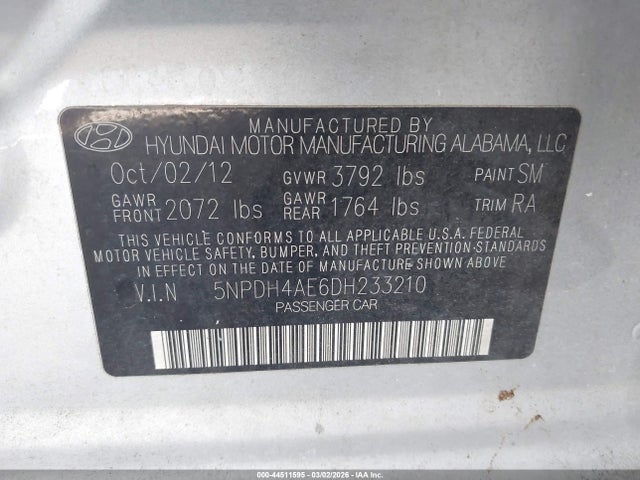 MANUFACTURED BY
HYUNDAI MOTOR MANUFACTURING ALABAMA, LLC
Oct/02/12 GVWR 3792 lbs PAINT SM
GAWR FRONT 2072 lbs GAWR REAR 1764 lbs TRIM RA
THIS VEHICLE CONFORMS TO ALL APPLICABLE U.S.A. FEDERAL
MOTOR VEHICLE SAFETY, BUMPER, AND THEFT PREVENTION STANDARDS
IN EFFECT ON THE DATE OF MANUFACTURE SHOWN ABOVE
V.I.N 5NPDH4AE6DH233210
PASSENGER CAR
000-44511595 - 03/02/2026 - IAAI.COM